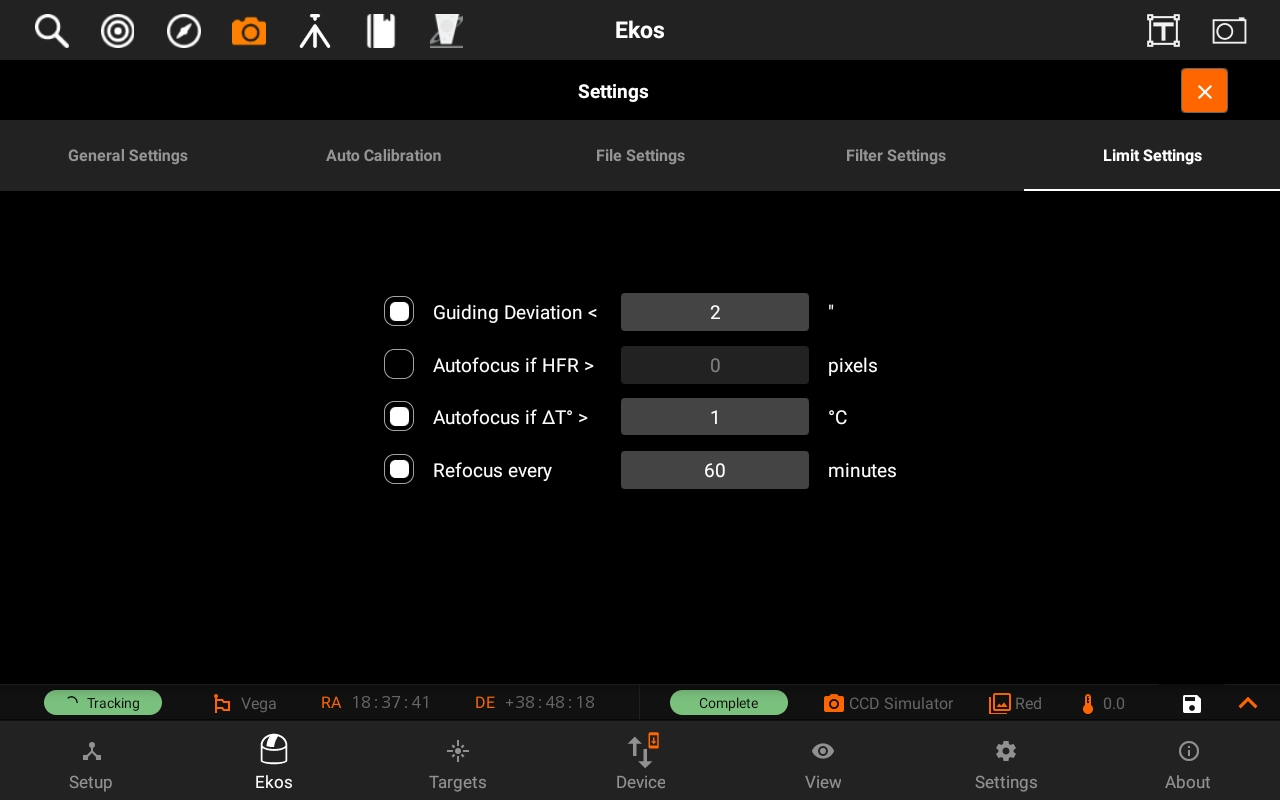 Ekos
Settings
General Settings Auto Calibration File Settings Filter Settings Limit Settings
Guiding Deviation < 2 "
Autofocus if HFR > 0 pixels
Autofocus if ΔT° > 1 °C
Refocus every 60 minutes
Tracking Vega RA 18:37:41 DE +38:48:18 Complete CCD Simulator Red 0.0
Setup Ekos Targets Device View Settings About